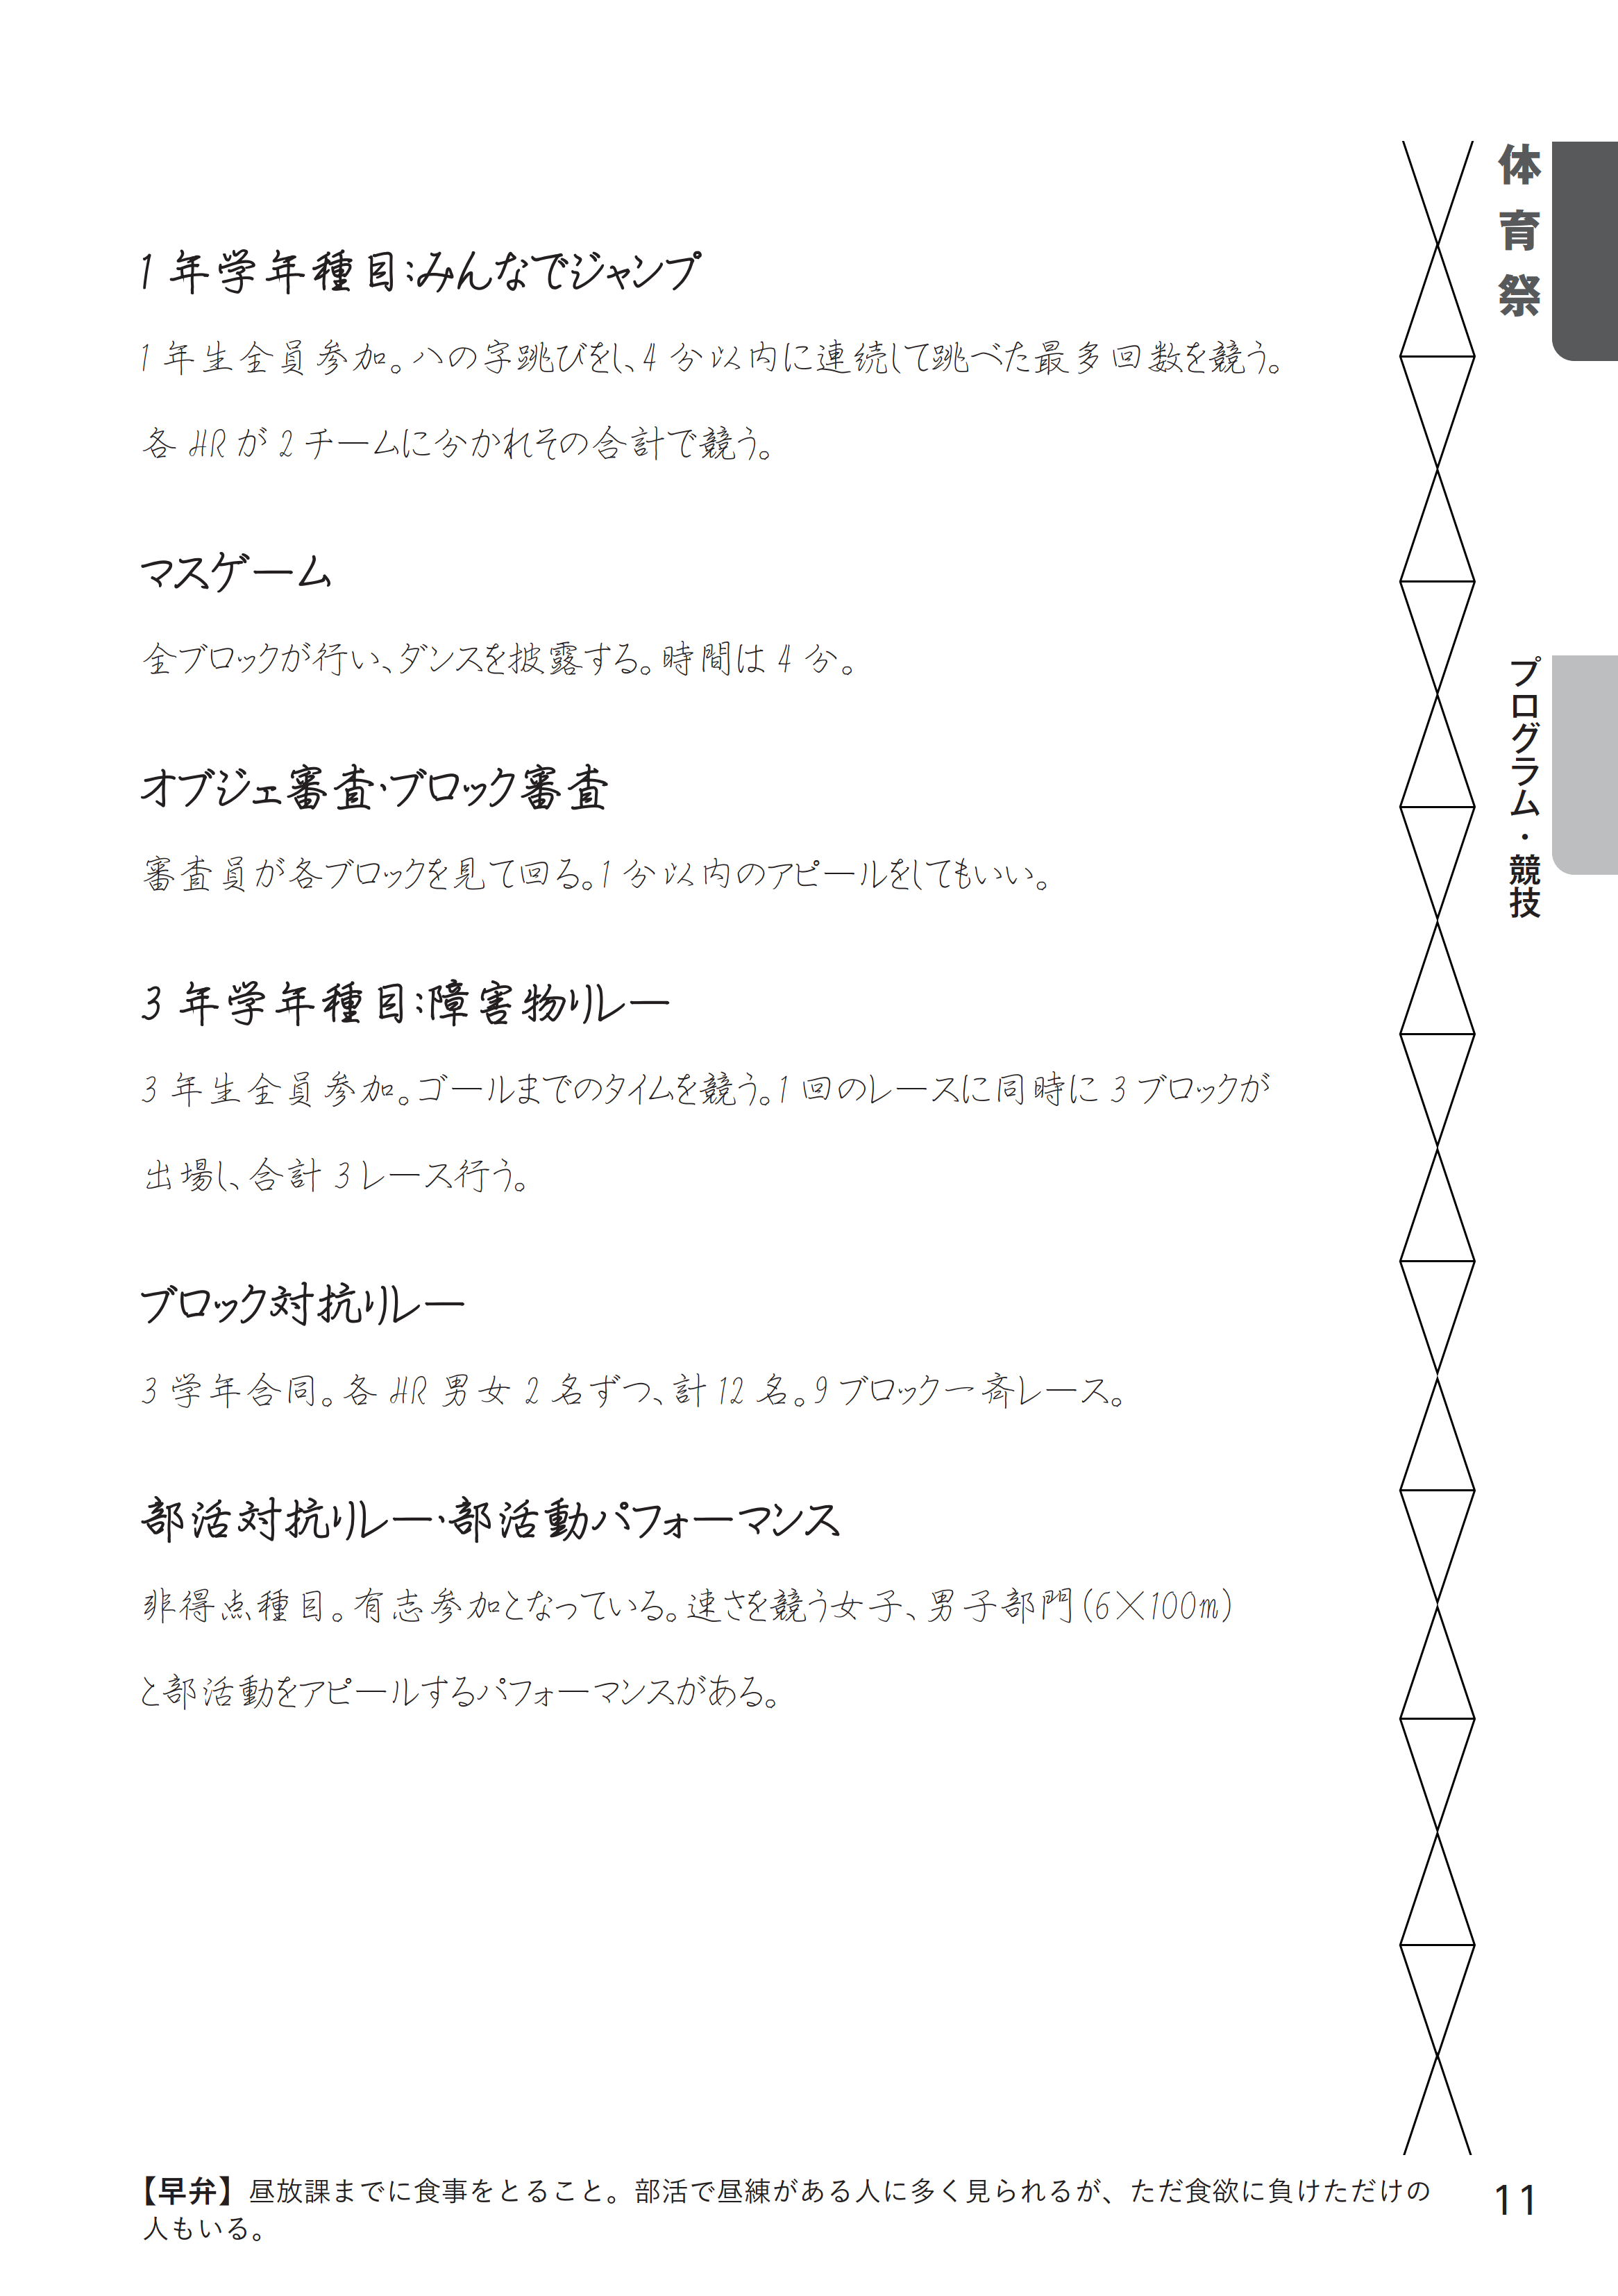 体育祭
プログラム・競技
1年学年種目:みんなでジャンプ
1年生全員参加。ハの字跳びをし、4分以内に連続して跳べた最多回数を競う。
各HRが2チームに分かれその合計で競う。
マスゲーム
全ブロックが行い、ダンスを披露する。時間は4分。
オブジェ審査・ブロック審査
審査員が各ブロックを見て回る。1分以内のアピールをしてもいい。
3年学年種目:障害物リレー
3年生全員参加。ゴールまでのタイムを競う。1回のレースに同時に3ブロックが
出場し、合計3レース行う。
ブロック対抗リレー
3学年合同。各HR男女2名ずつ、計12名。9ブロック一斉レース。
部活対抗リレー・部活動パフォーマンス
非得点種目。有志参加となっている。速さを競う女子、男子部門(6×100m)
と部活動をアピールするパフォーマンスがある。
【早弁】昼放課までに食事をとること。部活で昼練がある人に多く見られるが、ただ食欲に負けただけの
人もいる。
11